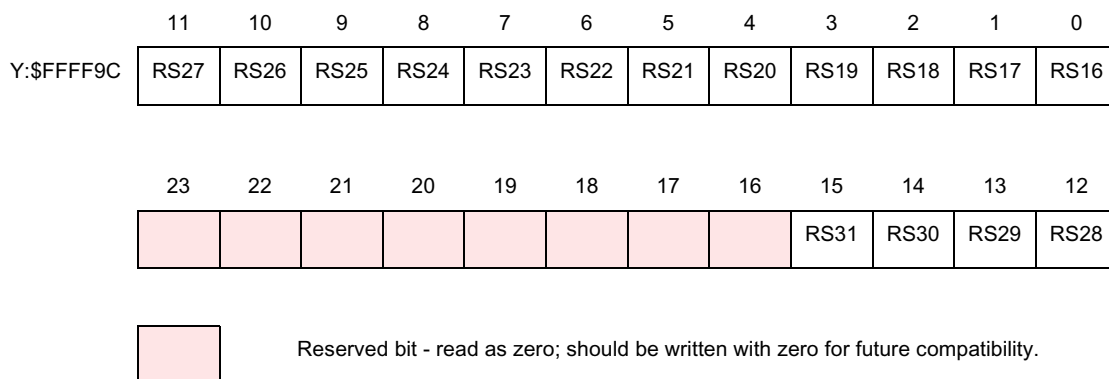 11 10 9 8 7 6 5 4 3 2 1 0
Y:$FFFF9C RS27 RS26 RS25 RS24 RS23 RS22 RS21 RS20 RS19 RS18 RS17 RS16
23 22 21 20 19 18 17 16 15 14 13 12
RS31 RS30 RS29 RS28
Reserved bit - read as zero; should be written with zero for future compatibility.